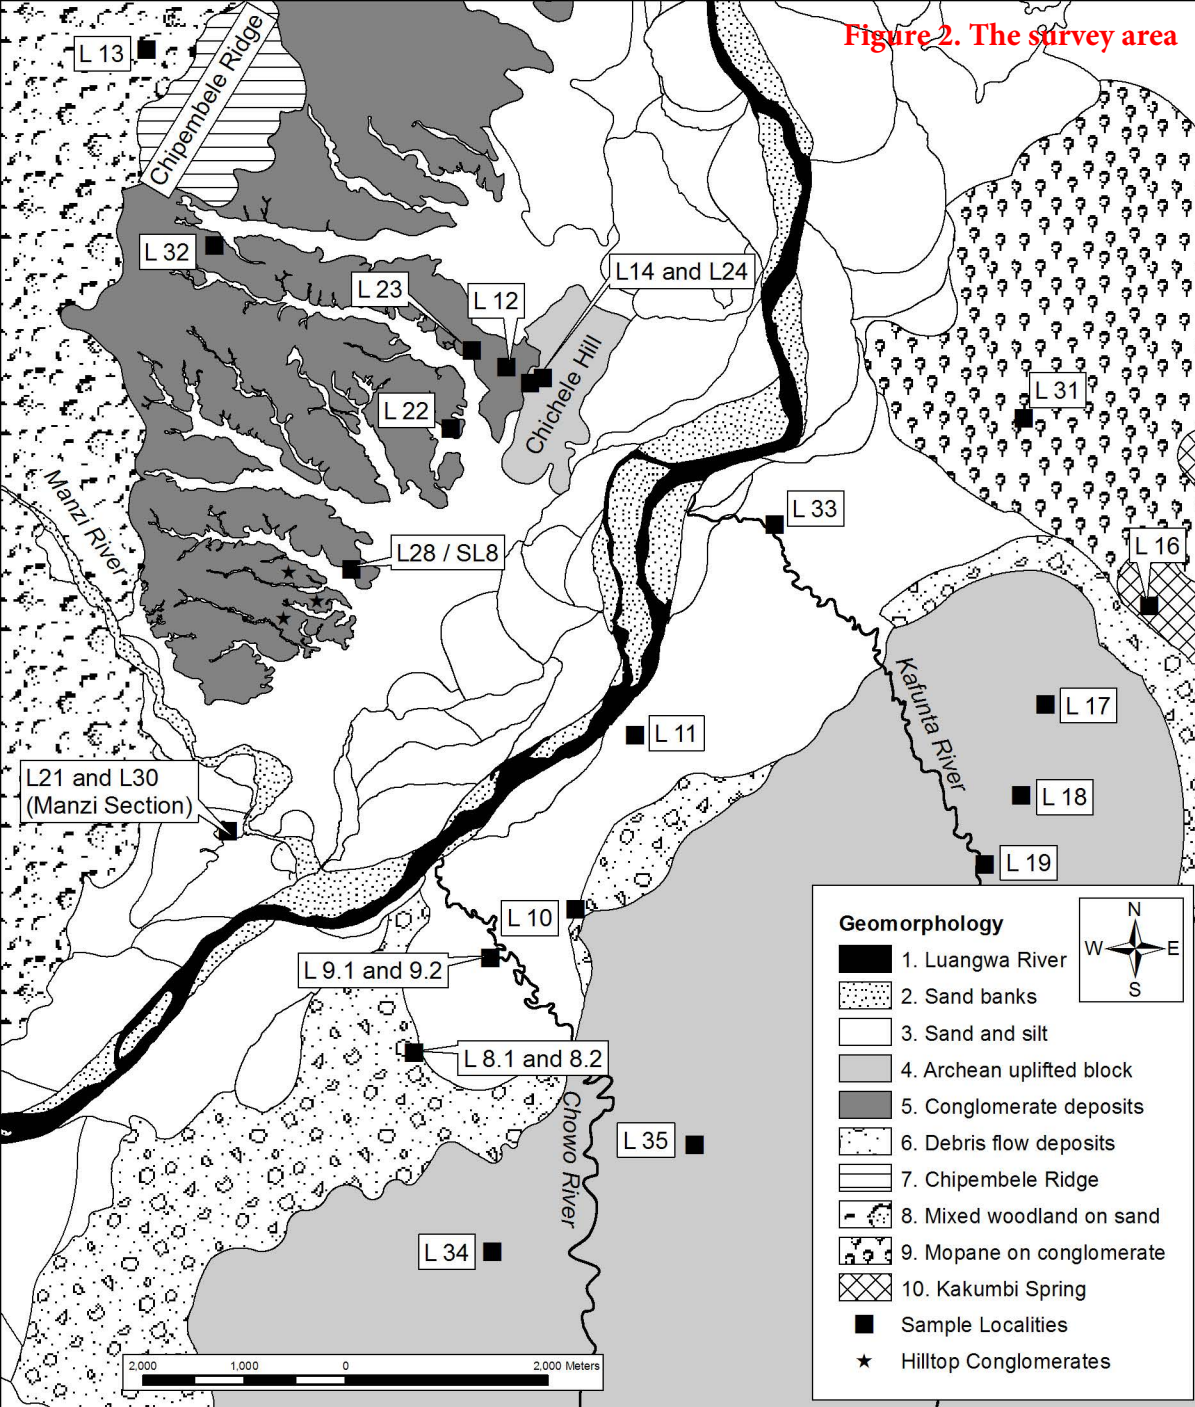 Figure 2. The survey area
L 13
Chipembele Ridge
L 32
L14 and L24
L 23
L 12
Chichele Hill
L 31
L 22
Manzi River
L 33
L28 / SL8
L 16
Kafunta River
L 17
L 11
L21 and L30
(Manzi Section)
L 18
L 19
L 10
L 9.1 and 9.2
L 8.1 and 8.2
Chowo River
L 35
L 34
Geomorphology
N
W
E
S
1. Luangwa River
2. Sand banks
3. Sand and silt
4. Archean uplifted block
5. Conglomerate deposits
6. Debris flow deposits
7. Chipembele Ridge
8. Mixed woodland on sand
9. Mopane on conglomerate
10. Kakumbi Spring
Sample Localities
Hilltop Conglomerates
2,000 1,000 0 2,000 Meters